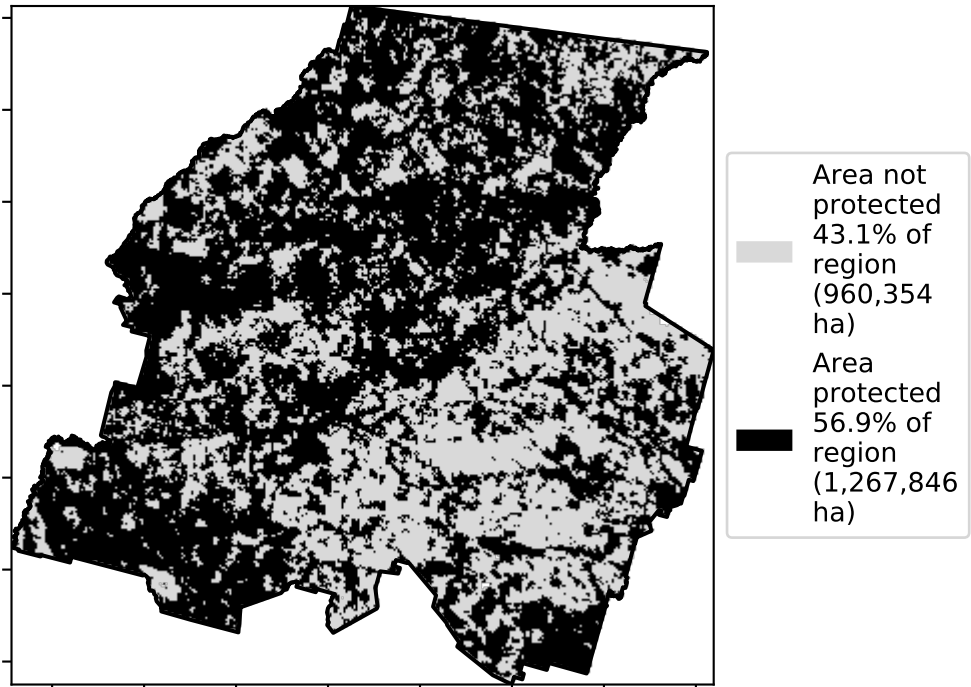 Area not
protected
43.1% of
region
(960,354
ha)
Area
protected
56.9% of
region
(1,267,846
ha)